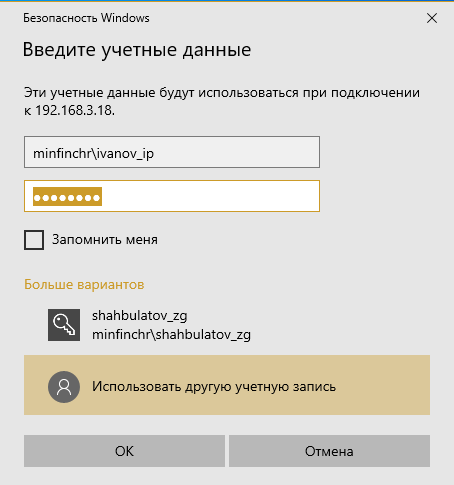 Безопасность Windows
Введите учетные данные
Эти учетные данные будут использоваться при подключении
к 192.168.3.18.
minfinchr\ivanov_ip
●●●●●●●●
Запомнить меня
Больше вариантов
shahbulatov_zg
minfinchr\shahbulatov_zg
Использовать другую учетную запись
ОК
Отмена